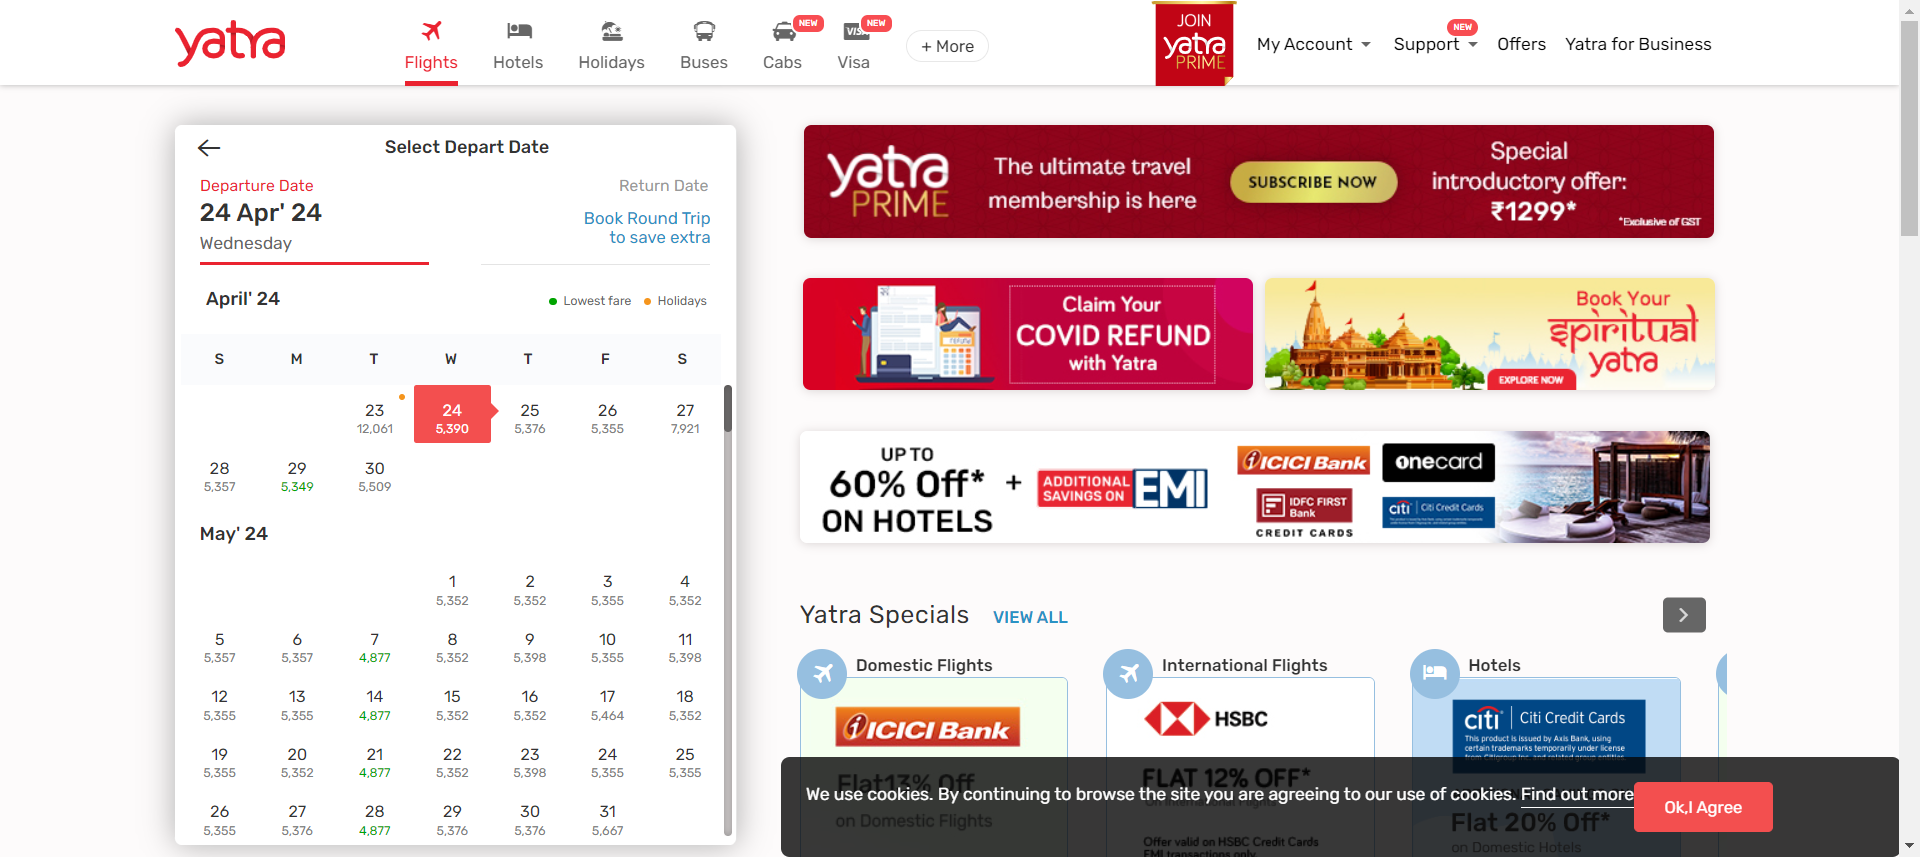 yatra
Flights
Hotels
Holidays
Buses
NEW
Cabs
NEW
VISA
Visa
+ More
JOIN
yatra
PRIME
My Account
NEW
Support
Offers
Yatra for Business
Select Depart Date
Departure Date
24 Apr' 24
Wednesday
Return Date
Book Round Trip
to save extra
April' 24
Lowest fare
Holidays
S M T W T F S
23 24 25 26 27
12,061 5,390 5,376 5,355 7,921
28 29 30
5,357 5,349 5,509
May' 24
1 2 3 4
5,352 5,352 5,355 5,352
5 6 7 8 9 10 11
5,357 5,357 4,877 5,352 5,398 5,355 5,398
12 13 14 15 16 17 18
5,355 5,355 4,877 5,352 5,352 5,464 5,352
19 20 21 22 23 24 25
5,355 5,352 4,877 5,352 5,398 5,355 5,355
26 27 28 29 30 31
5,355 5,376 4,877 5,376 5,376 5,667
yatra
PRIME
The ultimate travel
membership is here
SUBSCRIBE NOW
Special
introductory offer:
₹1299*
*Exclusive of GST
REFUND
Claim Your
COVID REFUND
with Yatra
Book Your
spiritual
yatra
EXPLORE NOW
UP TO
60% Off*
ON HOTELS
+
ADDITIONAL
SAVINGS ON
EMI
ICICI Bank
onecard
IDFC FIRST
Bank
CREDIT CARDS
citi
Citi Credit Cards
Yatra Specials
VIEW ALL
Domestic Flights
ICICI Bank
Flat 13% Off
on Domestic Flights
International Flights
HSBC
FLAT 12% OFF*
On International Flights
Offer valid on HSBC Credit Cards
EMI transactions only
Hotels
citi
Citi Credit Cards
This product is issued by Axis Bank, using
certain trademarks temporarily under license
from Citigroup Inc. and related group entities.
Flat 20% Off*
on Domestic Hotels
We use cookies. By continuing to browse the site you are agreeing to our use of cookies. Find out more
Ok,I Agree